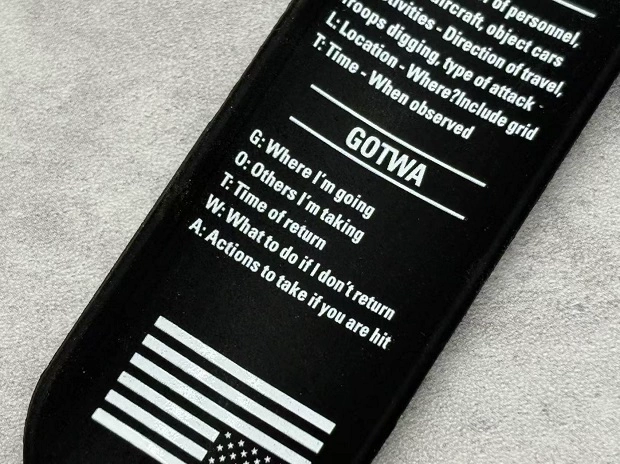 of personnel,
aircraft, object cars
Activities - Direction of travel,
Troops digging, type of attack -
L: Location - Where?Include grid
T: Time - When observed
GOTWA
G: Where I'm going
O: Others I'm taking
T: Time of return
W: What to do if I don't return
A: Actions to take if you are hit